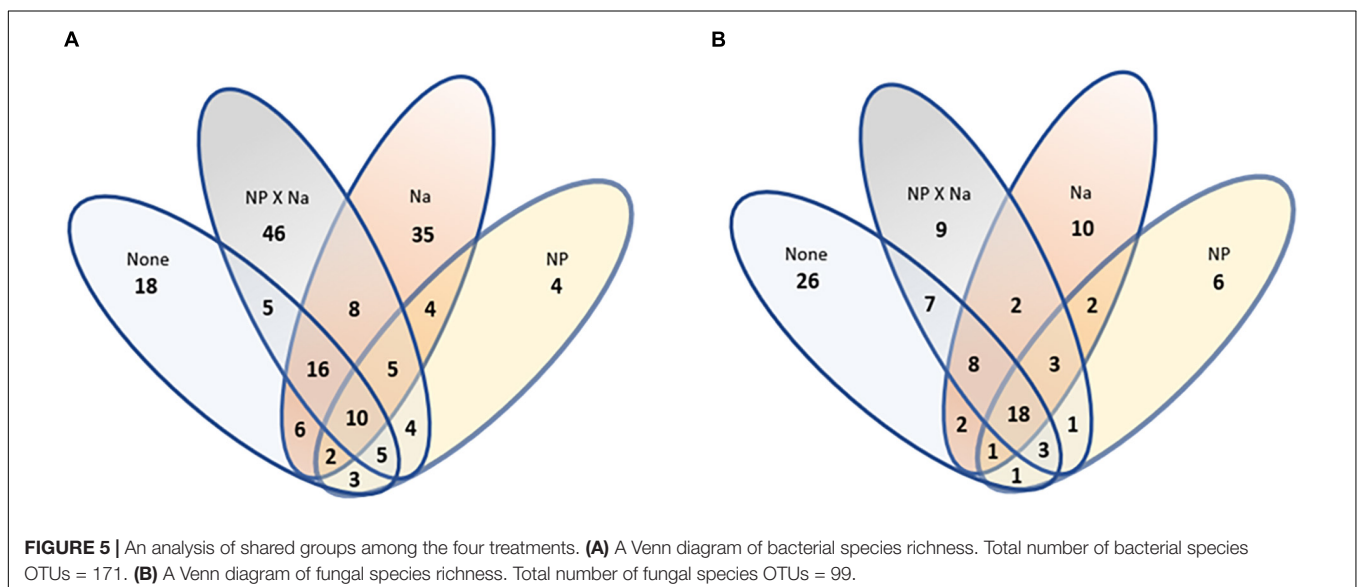 A
B
NP X Na
46
Na
35
None
18
NP
4
5
8
4
16
5
6
10
4
2
5
3
NP X Na
9
Na
10
None
26
NP
6
7
2
2
8
3
2
18
1
1
3
1
FIGURE 5 | An analysis of shared groups among the four treatments. (A) A Venn diagram of bacterial species richness. Total number of bacterial species
OTUs = 171. (B) A Venn diagram of fungal species richness. Total number of fungal species OTUs = 99.